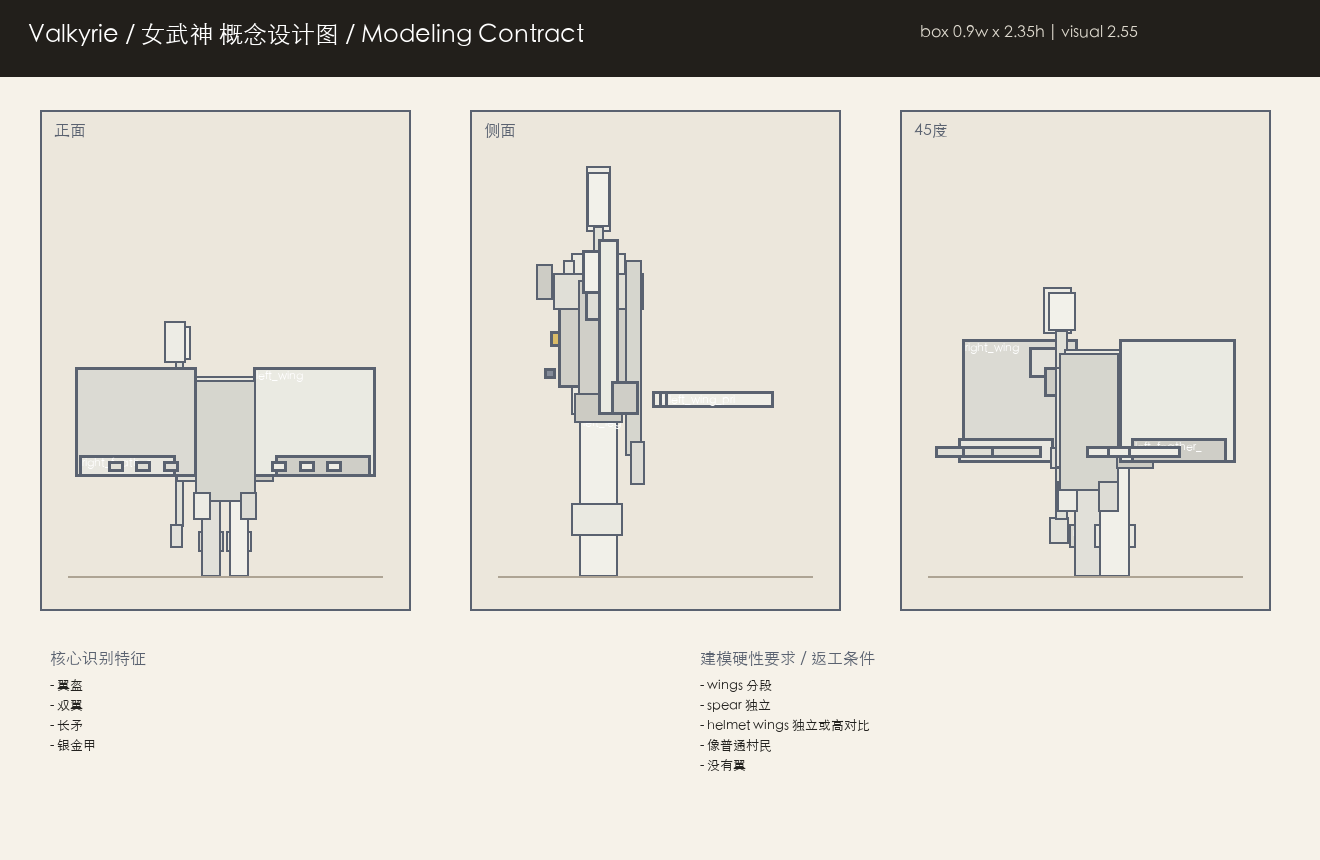 Valkyrie / 女武神 概念设计图 / Modeling Contract
box 0.9w x 2.35h | visual 2.55
正面
侧面
45度
right_wing
left_wing
核心识别特征
- 翼盔
- 双翼
- 长矛
- 银金甲
建模硬性要求 / 返工条件
- wings 分段
- spear 独立
- helmet wings 独立或高对比
- 像普通村民
- 没有翼